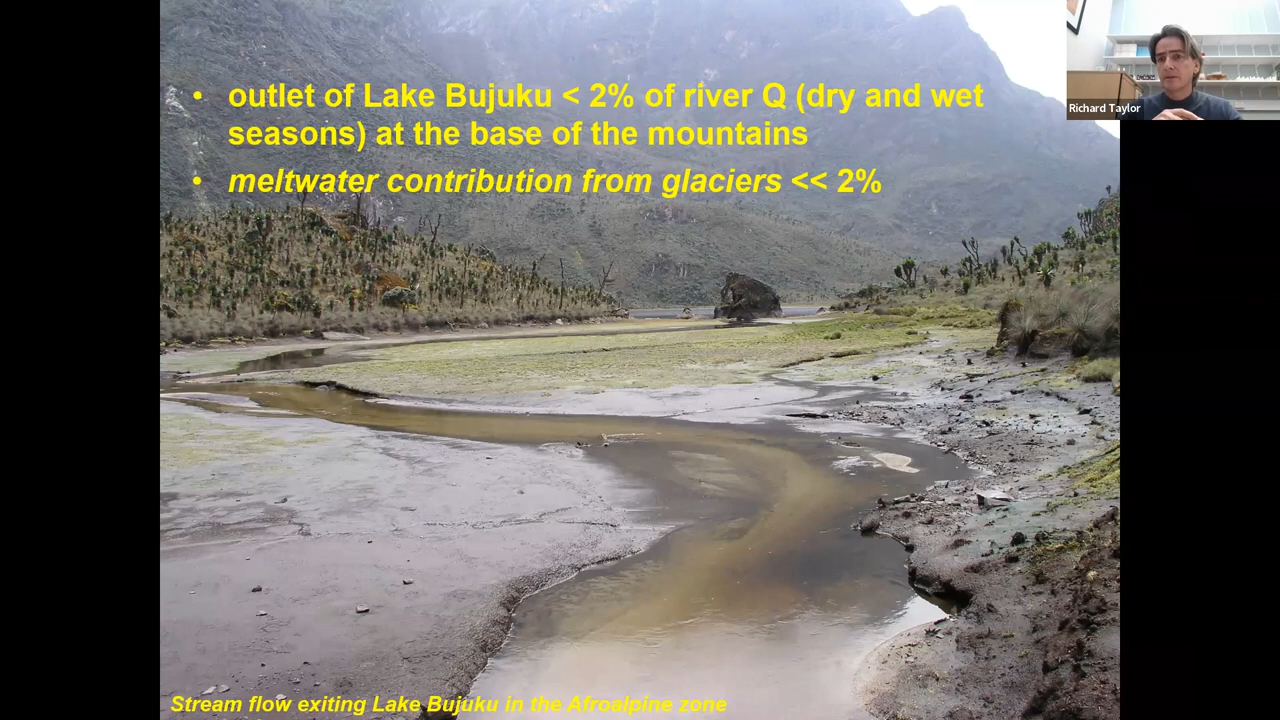 • outlet of Lake Bujuku < 2% of river Q (dry and wet
seasons) at the base of the mountains
• meltwater contribution from glaciers << 2%
Richard Taylor
Stream flow exiting Lake Bujuku in the Afroalpine zone